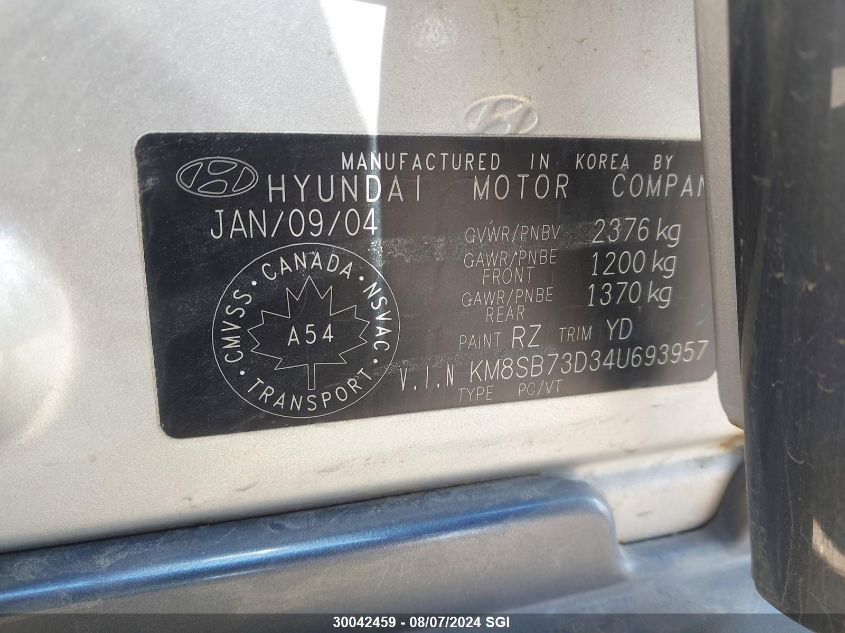 MANUFACTURED IN KOREA BY
HYUNDAI MOTOR COMPAN
JAN/09/04
GVWR/PNBV 2376 kg
GAWR/PNBE FRONT 1200 kg
GAWR/PNBE REAR 1370 kg
PAINT RZ TRIM YD
V.I.N KM8SB73D34U693957
TYPE PC/VT
CMVSS · CANADA · NSVAC
A54
TRANSPORT
30042459 - 08/07/2024 SGI